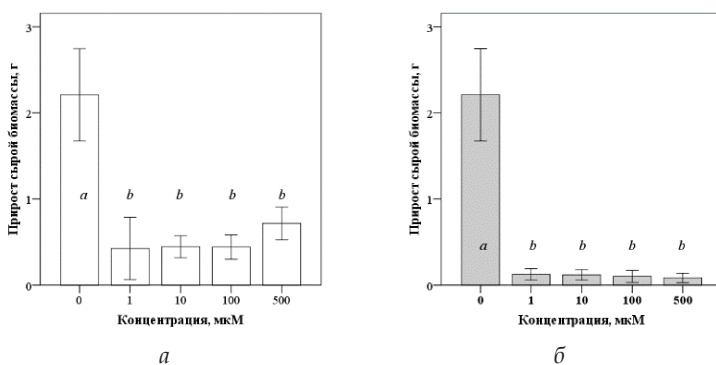 Прирост сырой биомассы, г
3
2
1
0
a b b b b
0 1 10 100 500
Концентрация, мкМ
а
Прирост сырой биомассы, г
3
2
1
0
a b b b b
0 1 10 100 500
Концентрация, мкМ
б